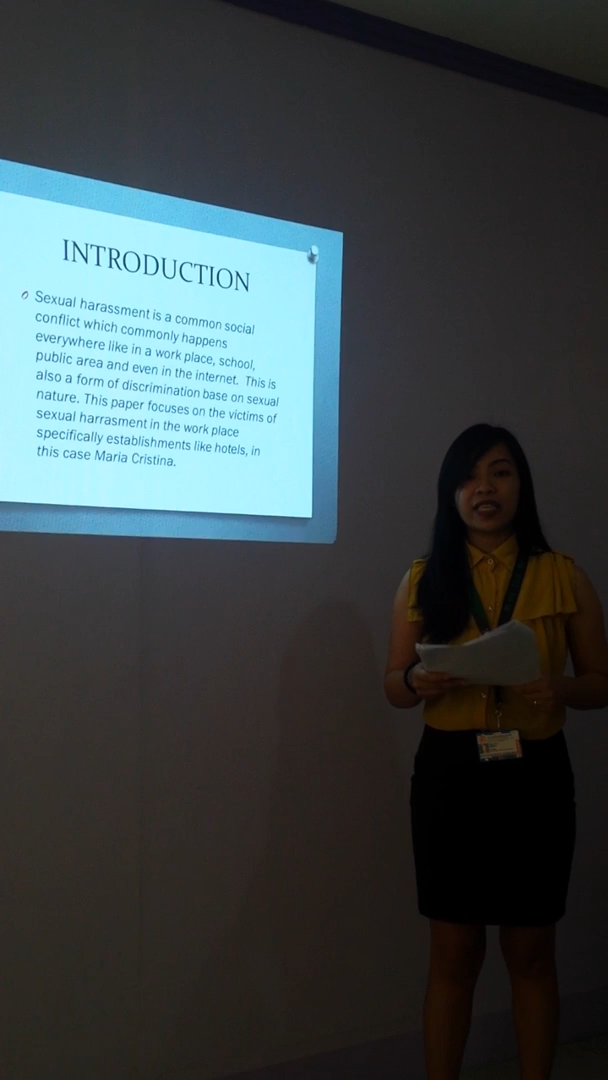 INTRODUCTION
Sexual harassment is a common social
conflict which commonly happens
everywhere like in a work place, school,
public area and even in the internet. This is
also a form of discrimination base on sexual
nature. This paper focuses on the victims of
sexual harrasment in the work place
specifically establishments like hotels, in
this case Maria Cristina.